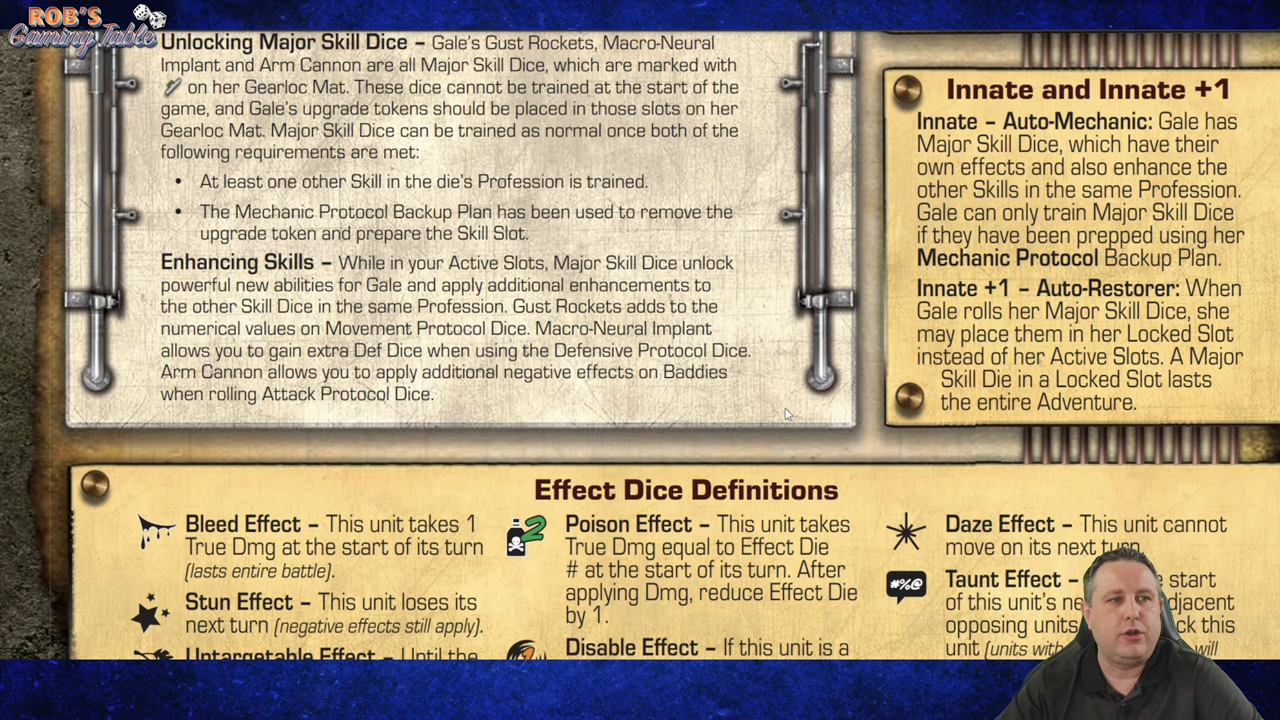 ROB'S
Gaming Table
Unlocking Major Skill Dice – Gale's Gust Rockets, Macro-Neural
Implant and Arm Cannon are all Major Skill Dice, which are marked with
on her Gearloc Mat. These dice cannot be trained at the start of the
game, and Gale's upgrade tokens should be placed in those slots on her
Gearloc Mat. Major Skill Dice can be trained as normal once both of the
following requirements are met:
• At least one other Skill in the die's Profession is trained.
• The Mechanic Protocol Backup Plan has been used to remove the
upgrade token and prepare the Skill Slot.
Enhancing Skills – While in your Active Slots, Major Skill Dice unlock
powerful new abilities for Gale and apply additional enhancements to
the other Skill Dice in the same Profession. Gust Rockets adds to the
numerical values on Movement Protocol Dice. Macro-Neural Implant
allows you to gain extra Def Dice when using the Defensive Protocol Dice.
Arm Cannon allows you to apply additional negative effects on Baddies
when rolling Attack Protocol Dice.
Innate and Innate +1
Innate – Auto-Mechanic: Gale has
Major Skill Dice, which have their
own effects and also enhance the
other Skills in the same Profession.
Gale can only train Major Skill Dice
if they have been prepped using her
Mechanic Protocol Backup Plan.
Innate +1 – Auto-Restorer: When
Gale rolls her Major Skill Dice, she
may place them in her Locked Slot
instead of her Active Slots. A Major
Skill Die in a Locked Slot lasts
the entire Adventure.
Effect Dice Definitions
Bleed Effect – This unit takes 1
True Dmg at the start of its turn
(lasts entire battle).
Stun Effect – This unit loses its
next turn (negative effects still apply).
Untargetable Effect – Until the
2
Poison Effect – This unit takes
True Dmg equal to Effect Die
# at the start of its turn. After
applying Dmg, reduce Effect Die
by 1.
Disable Effect – If this unit is a
Daze Effect – This unit cannot
move on its next turn.
#%@
Taunt Effect – start
of this unit's
opposing units this
unit (units will